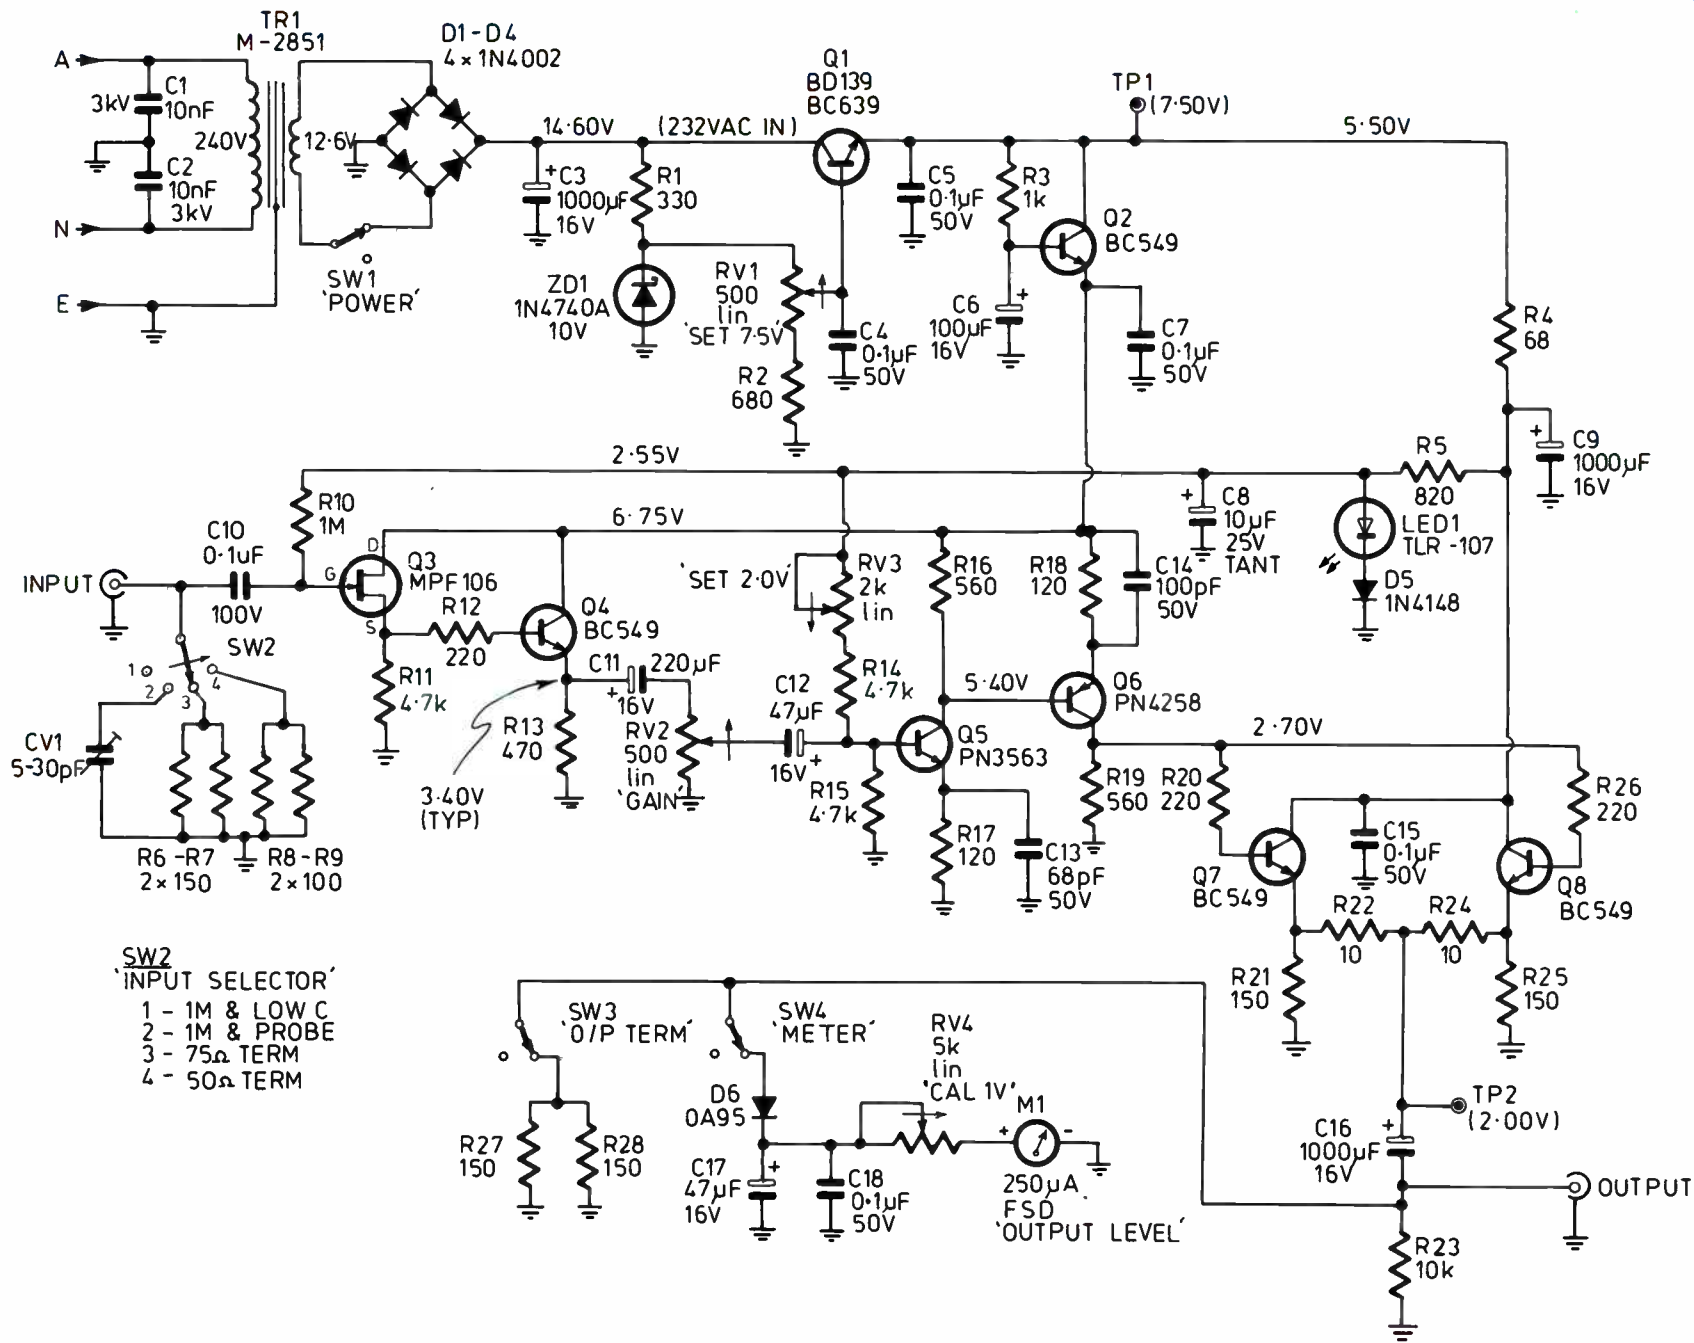 TR1
M-2851
D1-D4
4 x 1N4002
A
C1
10nF
3kV
C2
10nF
3kV
240V
12·6V
N
E
SW1
'POWER'
14·60V
(232VAC IN)
Q1
BD139
BC639
TP1
(7·50V)
5·50V
C3
1000µF
16V
+
R1
330
ZD1
1N4740A
10V
RV1
500
lin
'SET 7·5V'
R2
680
C4
0·1µF
50V
C5
0·1µF
50V
R3
1k
Q2
BC549
C6
100µF
16V
+
C7
0·1µF
50V
R4
68
2·55V
R5
820
C9
1000µF
16V
+
C8
10µF
25V
TANT
+
LED1
TLR-107
D5
1N4148
INPUT
C10
0·1uF
100V
R10
1M
6·75V
D
G
S
Q3
MPF106
R12
220
Q4
BC549
SW2
1
2
3
4
R11
4·7k
CV1
5-30pF
R6-R7
2x150
R8-R9
2x100
C11
220µF
+
16V
R13
470
3·40V
(TYP)
RV2
500
lin
'GAIN'
'SET 2·0V'
RV3
2k
lin
R14
4·7k
C12
47µF
16V
+
R15
4·7k
R16
560
R18
120
C14
100pF
50V
5·40V
Q6
PN4258
Q5
PN3563
R17
120
C13
68pF
50V
2·70V
R19
560
R20
220
R26
220
Q7
BC549
C15
0·1µF
50V
Q8
BC549
R22
10
R24
10
R21
150
R25
150
SW2
'INPUT SELECTOR'
1 - 1M & LOW C
2 - 1M & PROBE
3 - 75Ω TERM
4 - 50Ω TERM
SW3
'O/P TERM'
SW4
'METER'
R27
150
R28
150
D6
OA95
C17
47µF
16V
+
C18
0·1µF
50V
RV4
5k
lin
'CAL 1V'
M1
+
-
250µA
FSD
'OUTPUT LEVEL'
TP2
(2·00V)
C16
1000µF
16V
+
OUTPUT
R23
10k